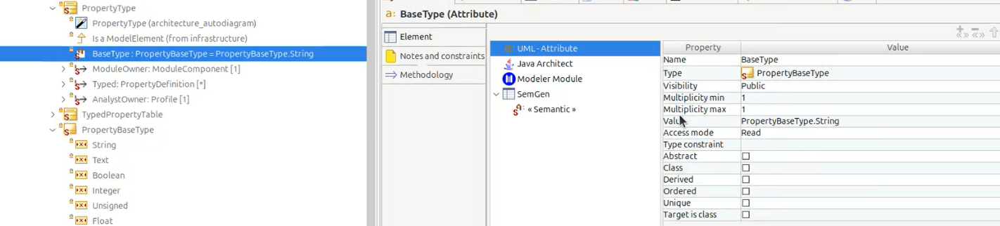 PropertyType
PropertyType (architecture_autodiagram)
Is a ModelElement (from infrastructure)
BaseType : PropertyBaseType = PropertyBaseType.String
ModuleOwner: ModuleComponent [1]
Typed: PropertyDefinition [*]
AnalystOwner: Profile [1]
TypedPropertyTable
PropertyBaseType
String
Text
Boolean
Integer
Unsigned
Float
a: BaseType (Attribute)
Element
Notes and constraints
Methodology
UML - Attribute
Java Architect
Modeler Module
SemGen
« Semantic »
Property Value
Name BaseType
Type PropertyBaseType
Visibility Public
Multiplicity min 1
Multiplicity max 1
Value PropertyBaseType.String
Access mode Read
Type constraint
Abstract
Class
Derived
Ordered
Unique
Target is class